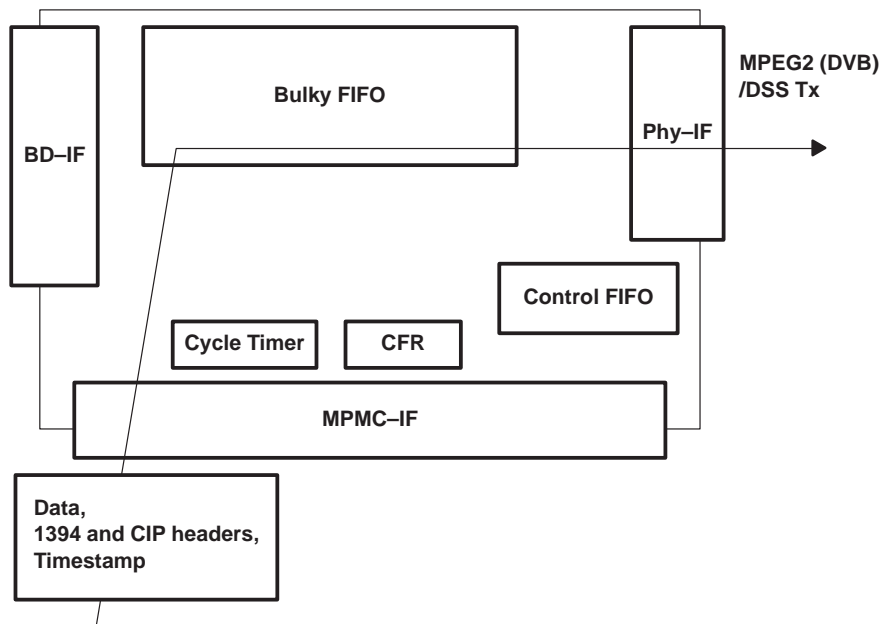 MPEG2 (DVB)
/DSS Tx
Bulky FIFO
Phy–IF
BD–IF
Control FIFO
Cycle Timer
CFR
MPMC–IF
Data,
1394 and CIP headers,
Timestamp